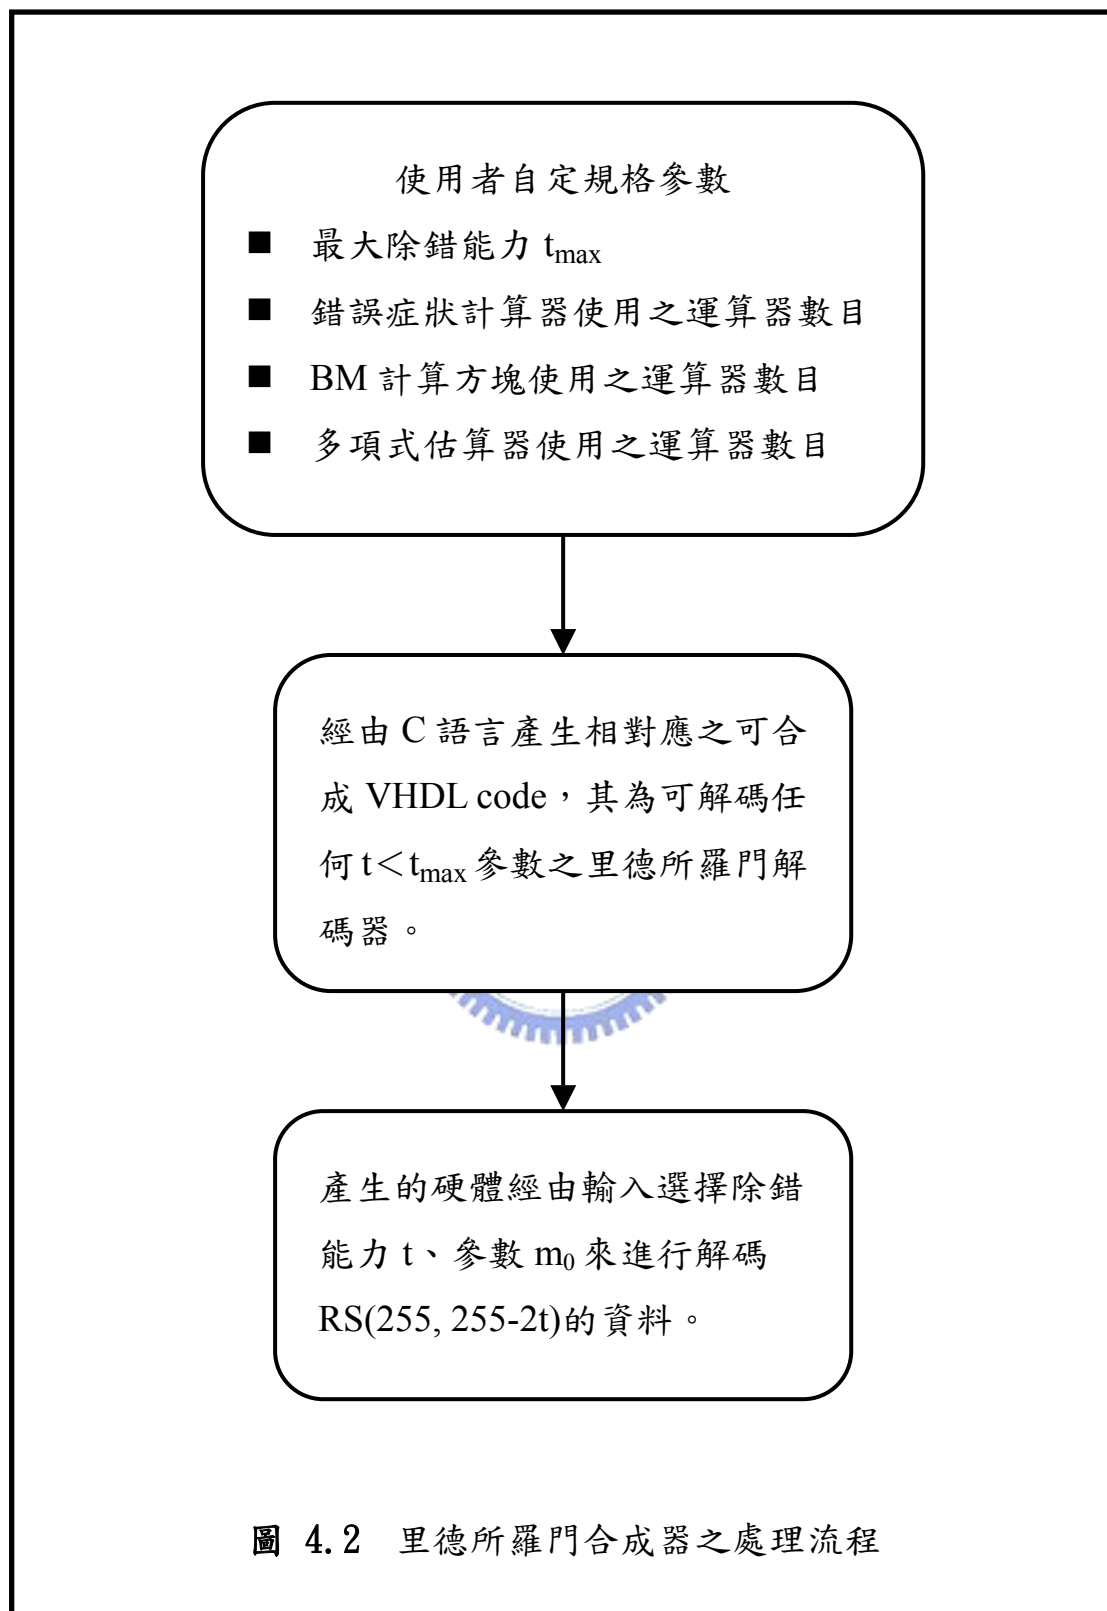 使用者自定規格參數
■ 最大除錯能力 tmax
■ 錯誤症狀計算器使用之運算器數目
■ BM 計算方塊使用之運算器數目
■ 多項式估算器使用之運算器數目
經由 C 語言產生相對應之可合
成 VHDL code，其為可解碼任
何 t＜tmax 參數之里德所羅門解
碼器。
產生的硬體經由輸入選擇除錯
能力 t、參數 m0 來進行解碼
RS(255, 255-2t)的資料。
圖 4.2 里德所羅門合成器之處理流程